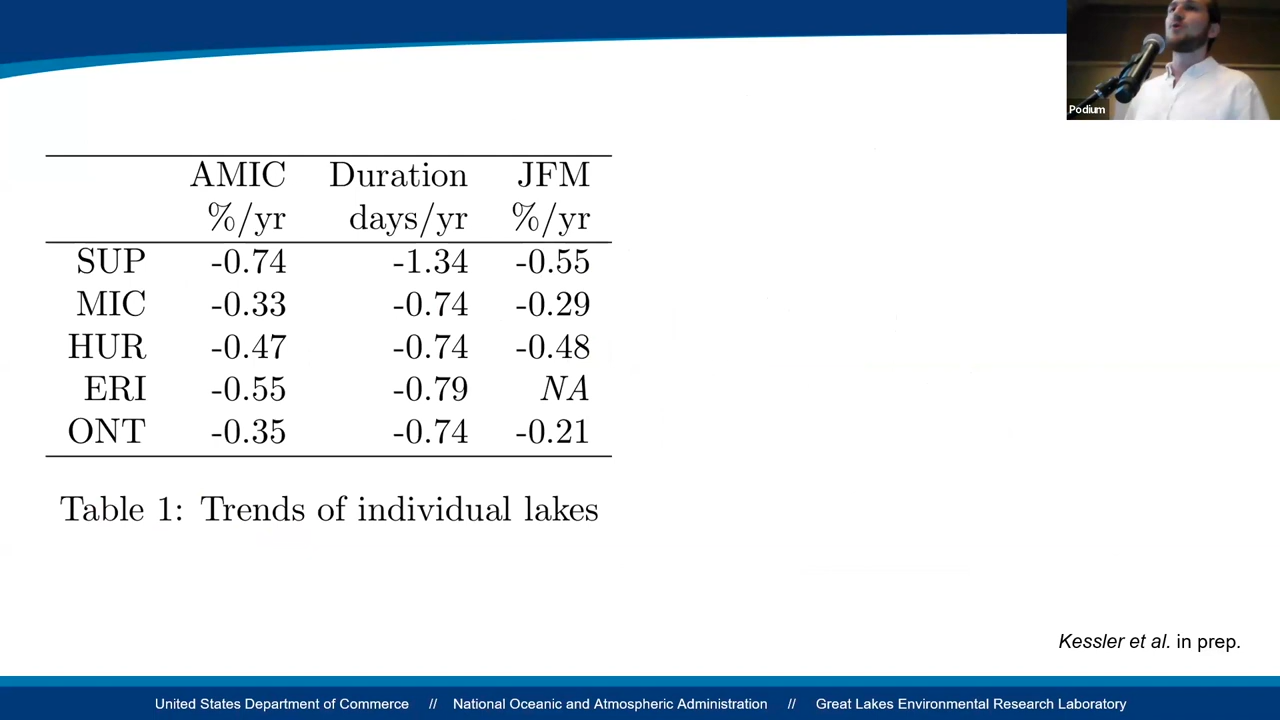 Podium
AMIC Duration JFM
%/yr days/yr %/yr
SUP -0.74 -1.34 -0.55
MIC -0.33 -0.74 -0.29
HUR -0.47 -0.74 -0.48
ERI -0.55 -0.79 NA
ONT -0.35 -0.74 -0.21
Table 1: Trends of individual lakes
Kessler et al. in prep.
United States Department of Commerce // National Oceanic and Atmospheric Administration // Great Lakes Environmental Research Laboratory